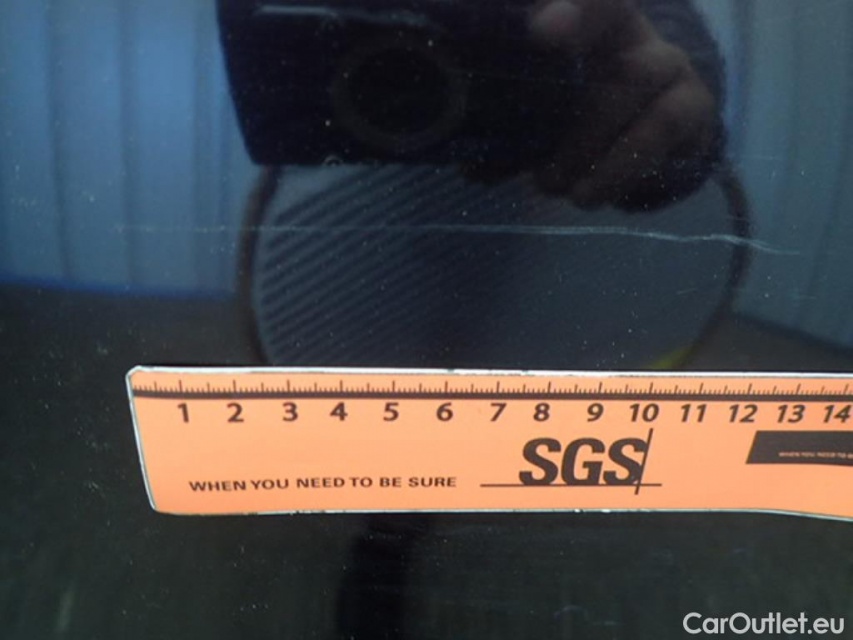 1 2 3 4 5 6 7 8 9 10 11 12 13 14
SGS
WHEN YOU NEED TO BE SURE
CarOutlet.eu